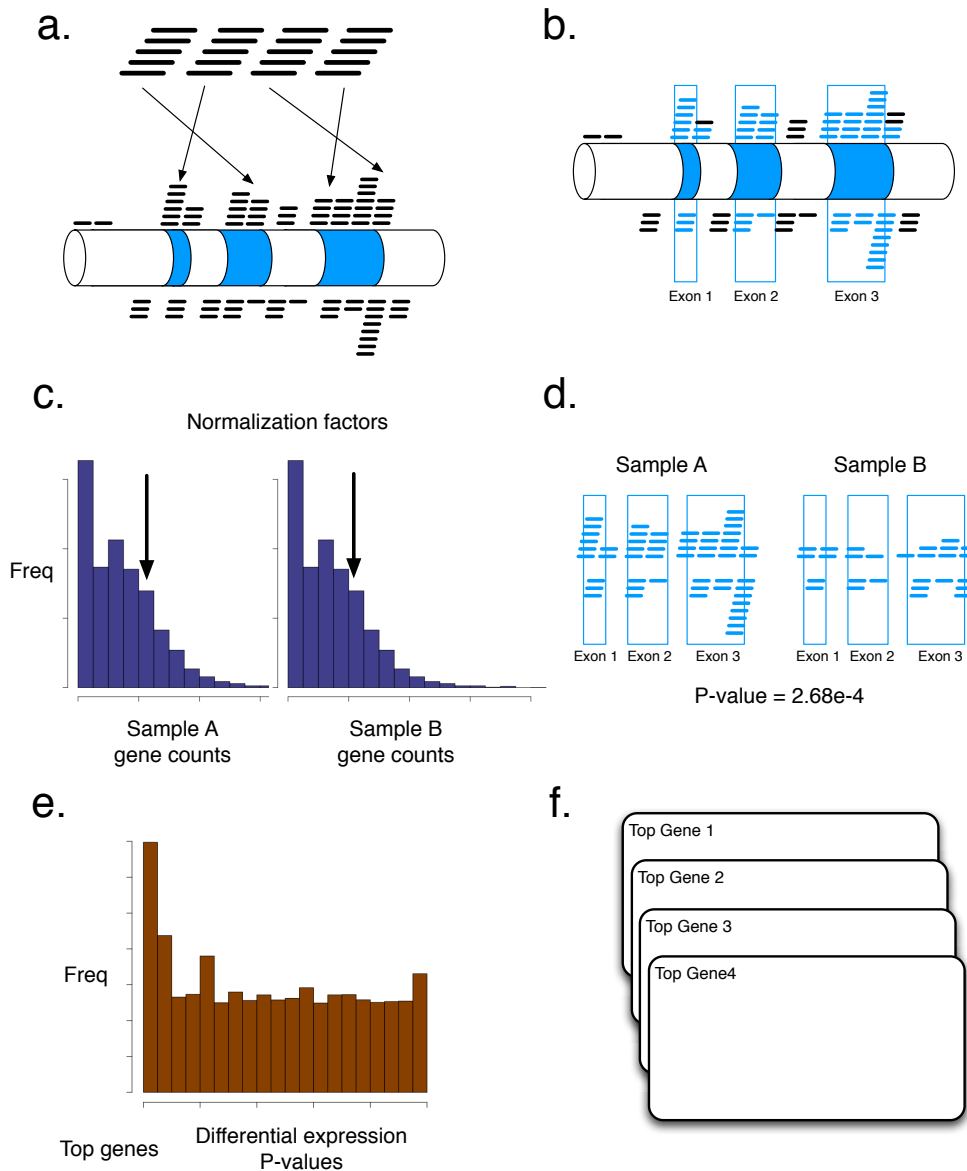 a.
b.
Exon 1
Exon 2
Exon 3
c.
Normalization factors
Freq
Sample A
gene counts
Sample B
gene counts
d.
Sample A
Sample B
Exon 1
Exon 2
Exon 3
Exon 1
Exon 2
Exon 3
P-value = 2.68e-4
e.
Freq
Top genes
Differential expression
P-values
f.
Top Gene 1
Top Gene 2
Top Gene 3
Top Gene4